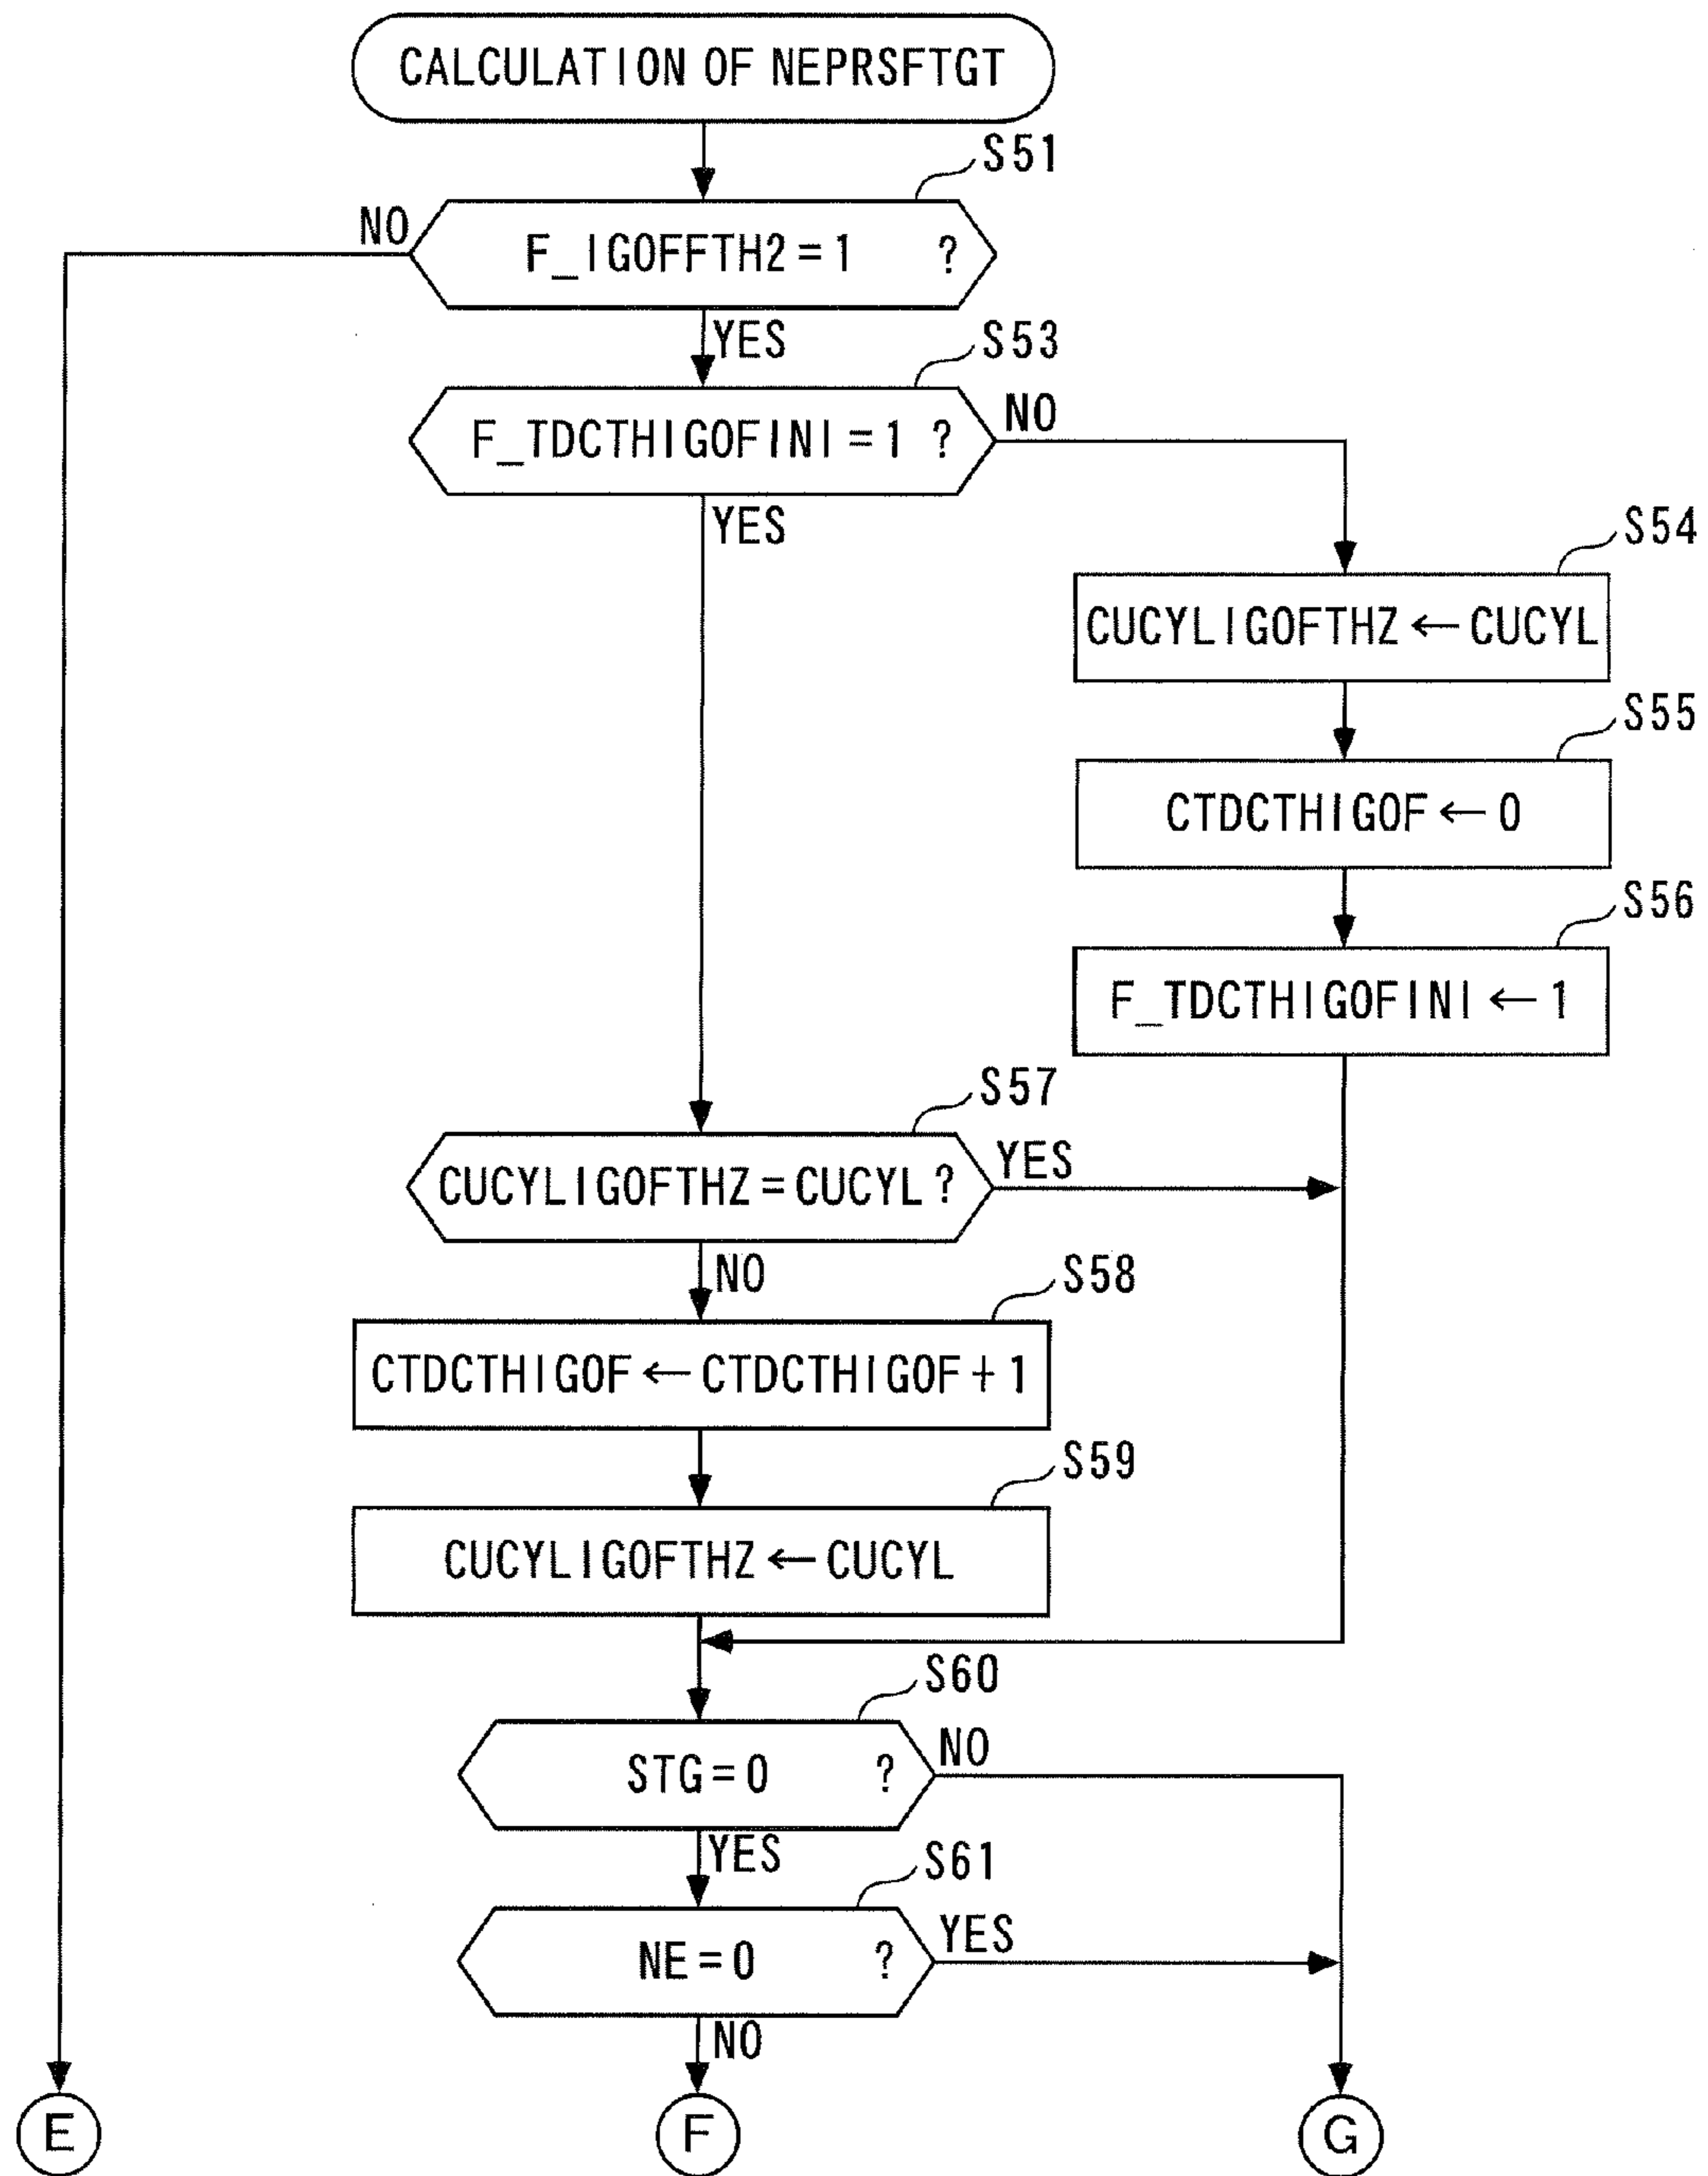 CALCULATION OF NEPRSFTGT
S51
NO
F_IGOFFTH2=1 ?
YES
S53
F_TDCTHIGOFINI=1 ?
NO
YES
S54
CUCYLIGOFTHZ←CUCYL
S55
CTDCTHIGOF←0
S56
F_TDCTHIGOFINI←1
S57
CUCYLIGOFTHZ=CUCYL?
YES
NO
S58
CTDCTHIGOF←CTDCTHIGOF+1
S59
CUCYLIGOFTHZ←CUCYL
S60
STG=0 ?
NO
YES
S61
NE=0 ?
YES
NO
E
F
G